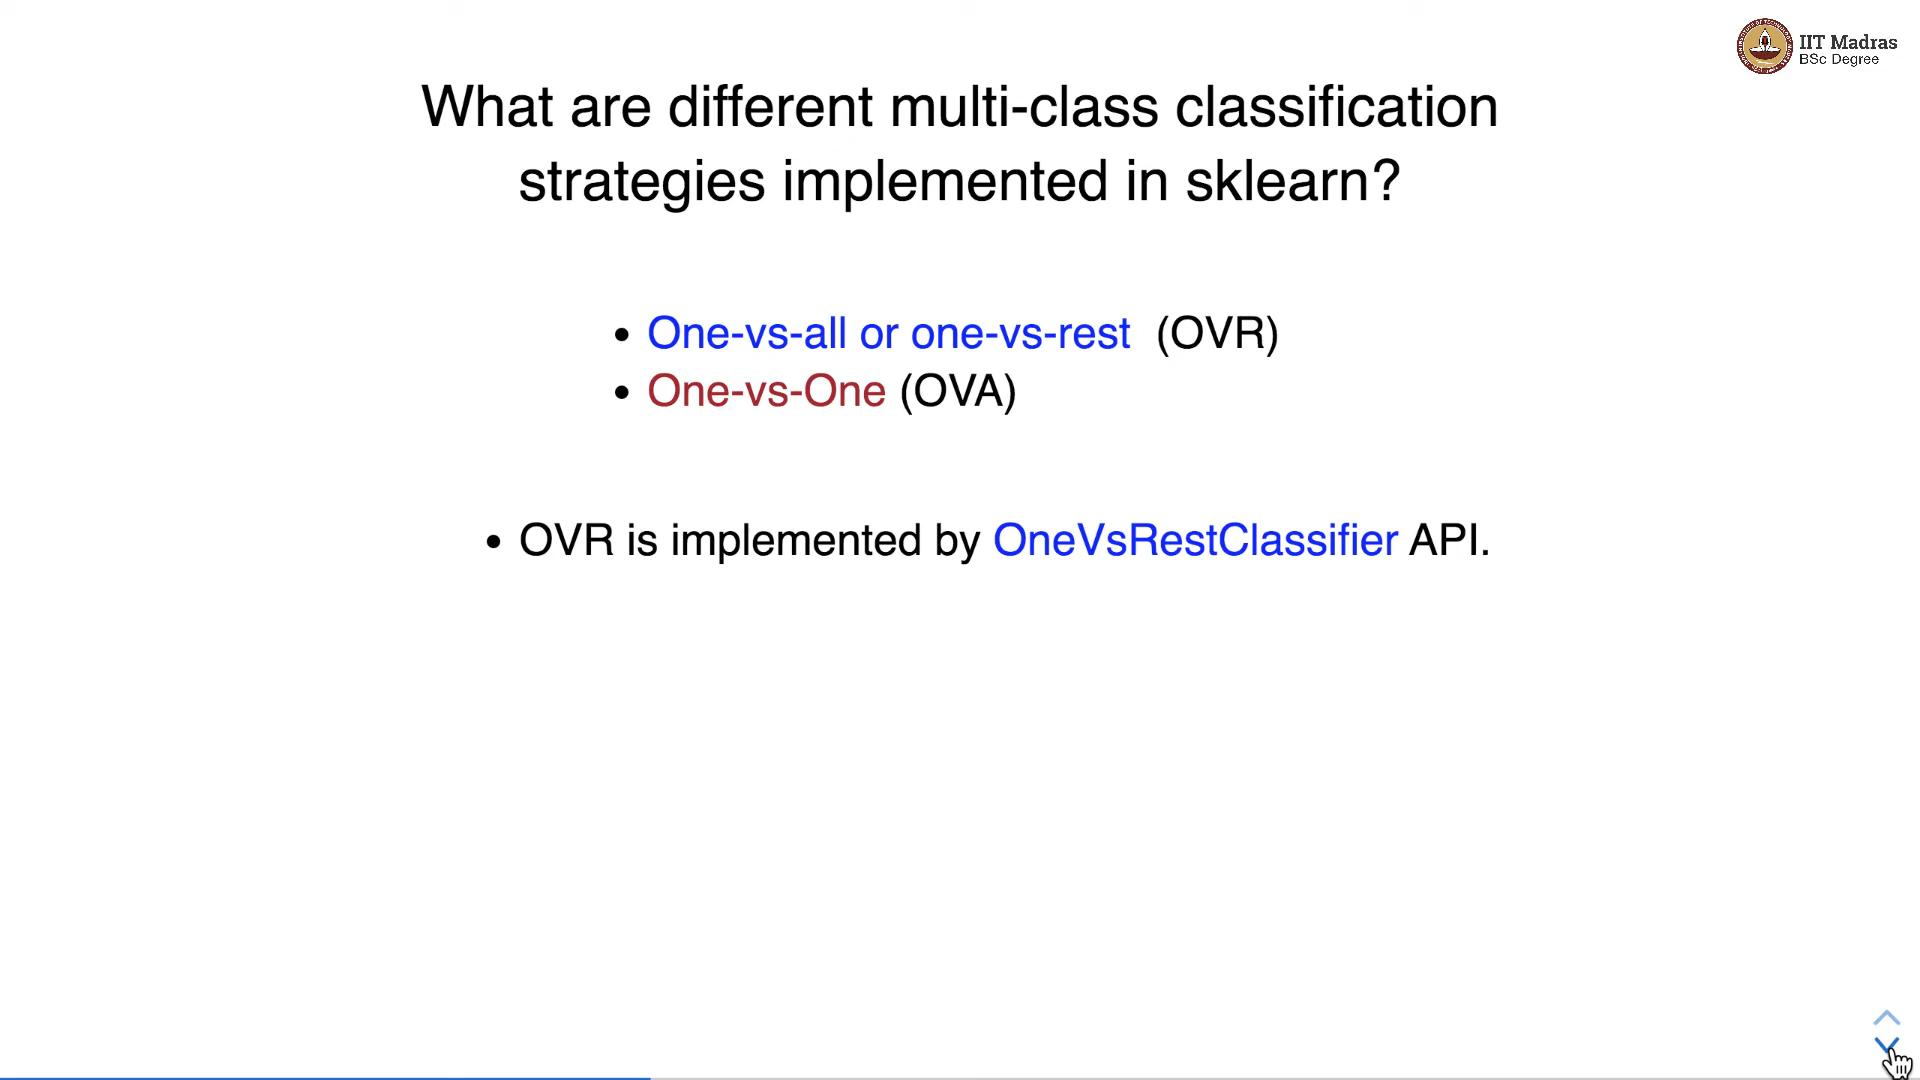 IIT Madras
BSc Degree
What are different multi-class classification
strategies implemented in sklearn?
• One-vs-all or one-vs-rest (OVR)
• One-vs-One (OVA)
• OVR is implemented by OneVsRestClassifier API.